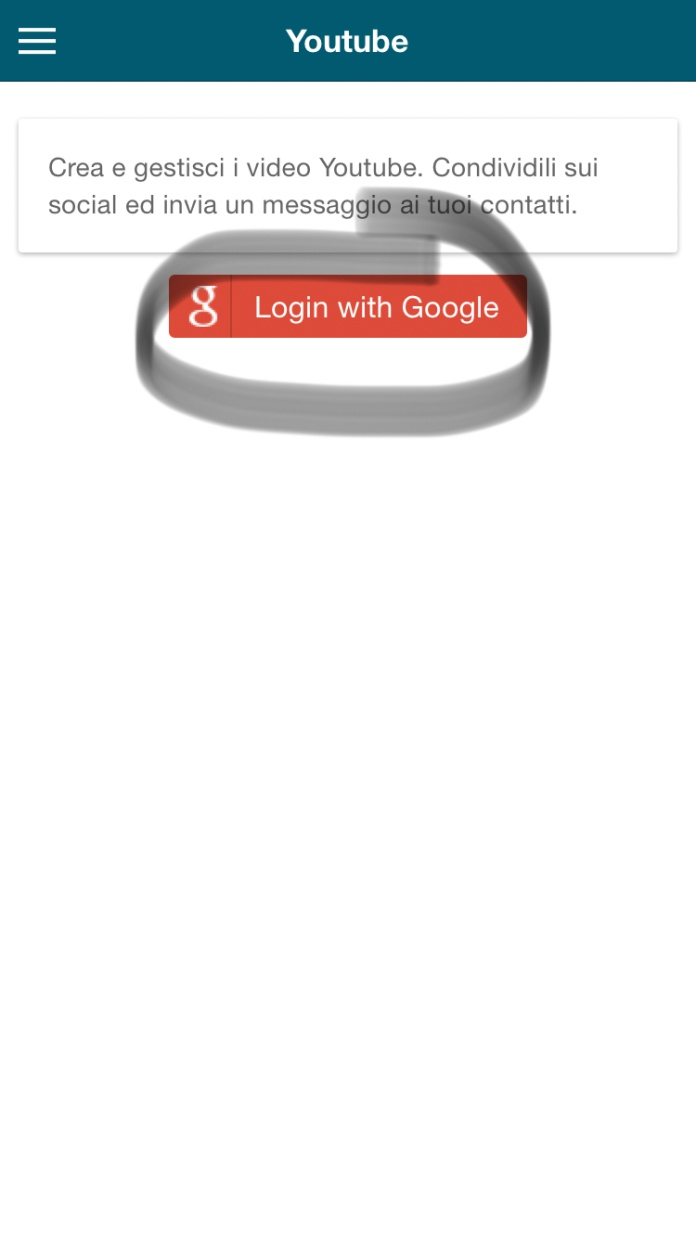 Youtube
Crea e gestisci i video Youtube. Condividili sui
social ed invia un messaggio ai tuoi contatti.
g Login with Google